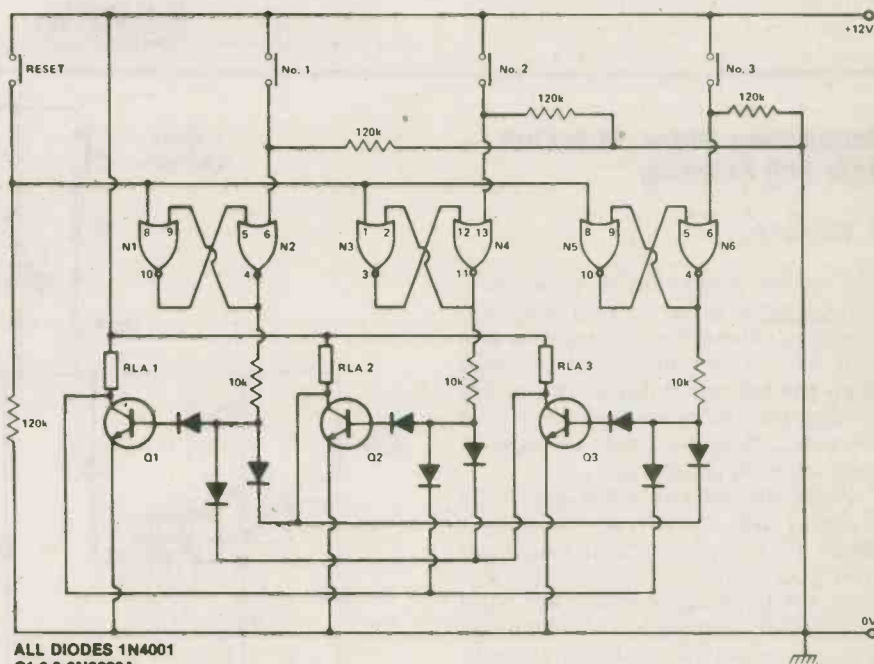 +12V
RESET
No. 1
No. 2
No. 3
120k
120k
120k
8 9
5 6
1 2
12 13
8 9
5 6
N1
N2
N3
N4
N5
N6
10
4
3
11
10
4
RLA 1
10k
RLA 2
10k
RLA 3
10k
120k
Q1
Q2
Q3
0V
ALL DIODES 1N4001